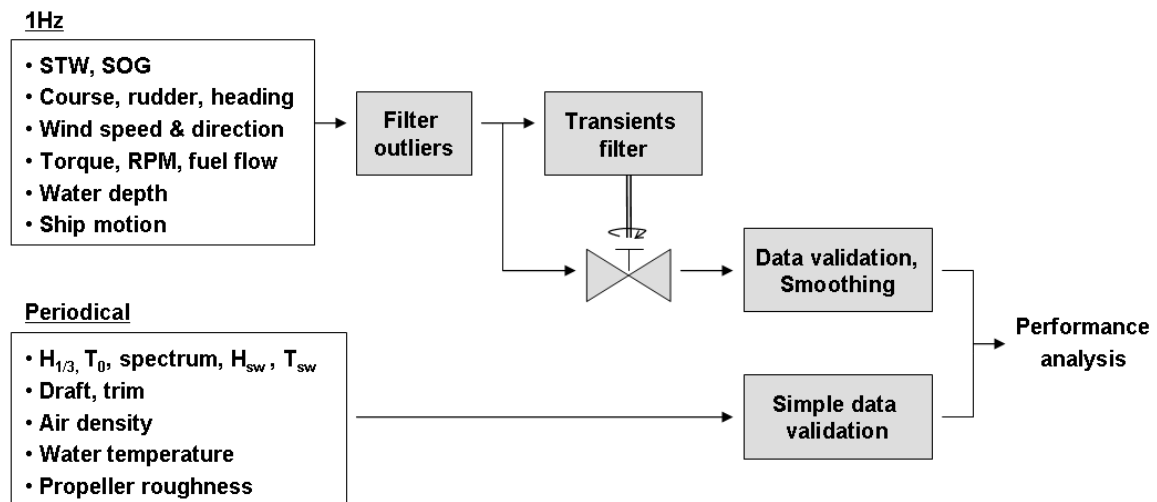 1Hz
• STW, SOG
• Course, rudder, heading
• Wind speed & direction
• Torque, RPM, fuel flow
• Water depth
• Ship motion
Filter
outliers
Transients
filter
Data validation,
Smoothing
Periodical
• H1/3, T0, spectrum, Hsw, Tsw
• Draft, trim
• Air density
• Water temperature
• Propeller roughness
Simple data
validation
Performance
analysis